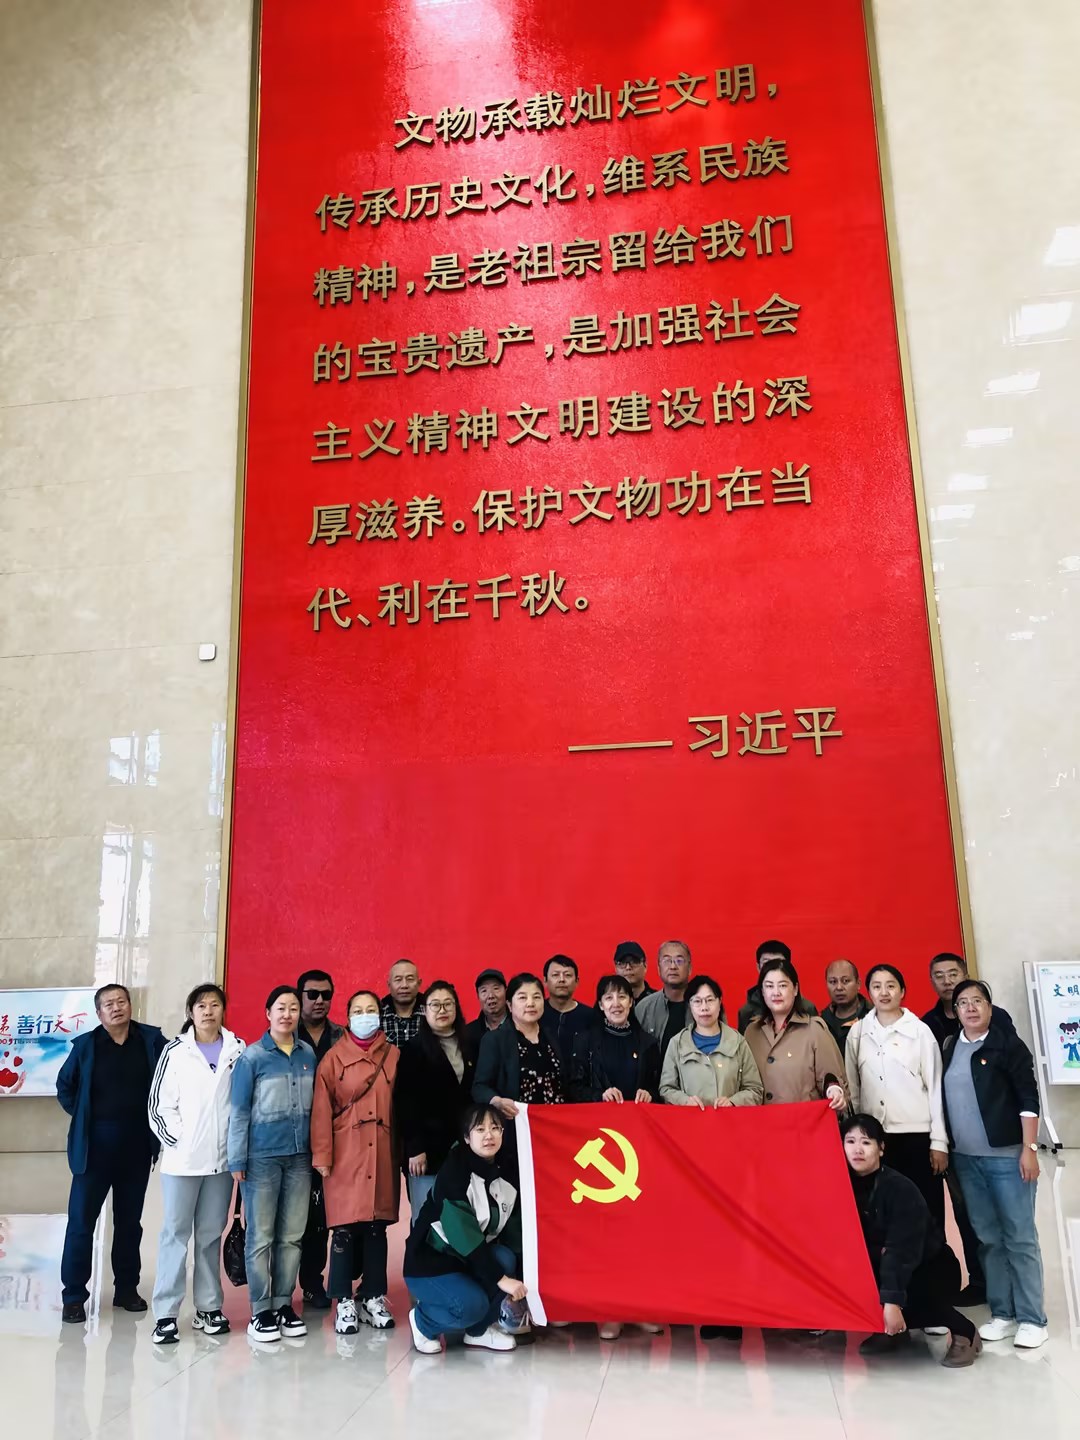 文物承载灿烂文明，
传承历史文化，维系民族
精神，是老祖宗留给我们
的宝贵遗产，是加强社会
主义精神文明建设的深
厚滋养。保护文物功在当
代、利在千秋。
——习近平
善行天下
文明